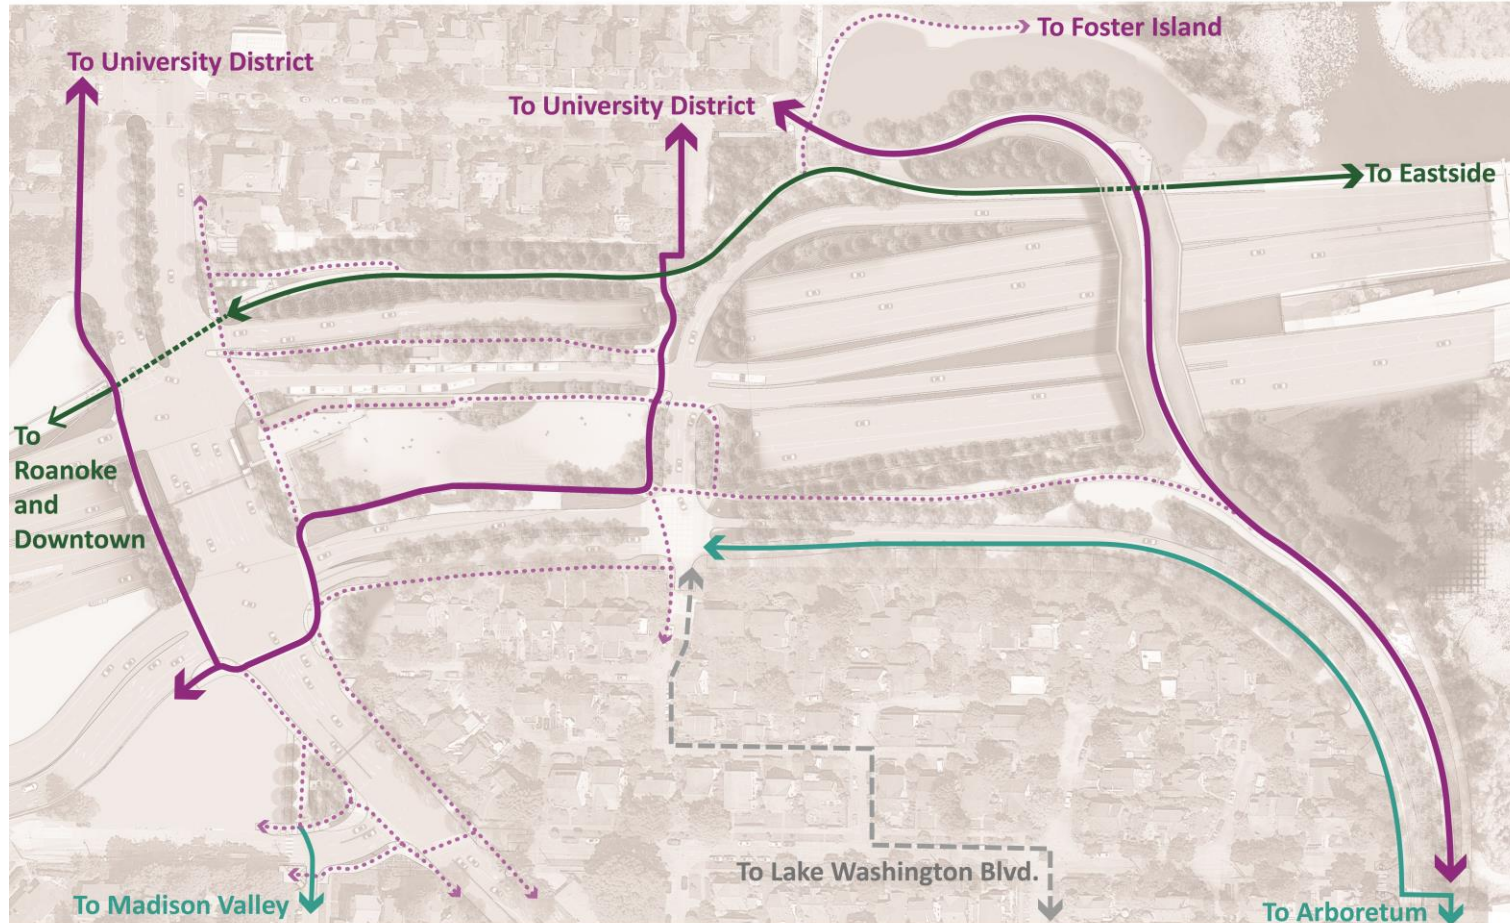 To Foster Island
To University District
To University District
To Eastside
To
Roanoke
and
Downtown
To Lake Washington Blvd.
To Madison Valley
To Arboretum